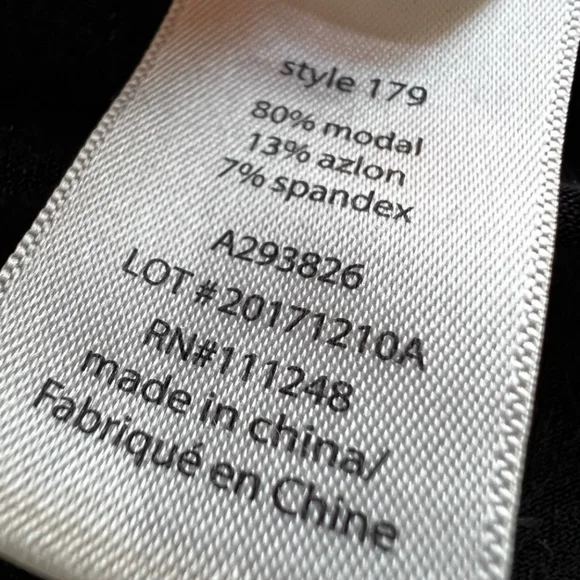 style 179
80% modal
13% azlon
7% spandex
A293826
LOT # 20171210A
RN#111248
made in china/
Fabriqué en Chine